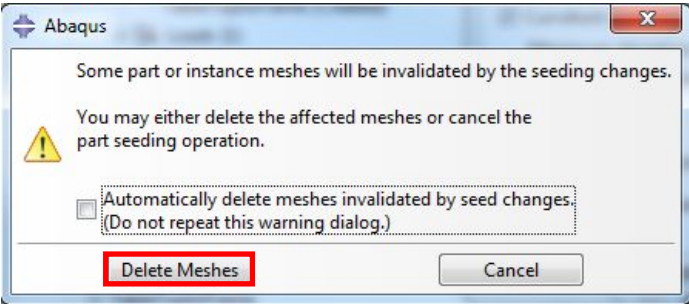 Abaqus
Some part or instance meshes will be invalidated by the seeding changes.
You may either delete the affected meshes or cancel the
part seeding operation.
Automatically delete meshes invalidated by seed changes.
(Do not repeat this warning dialog.)
Delete Meshes
Cancel